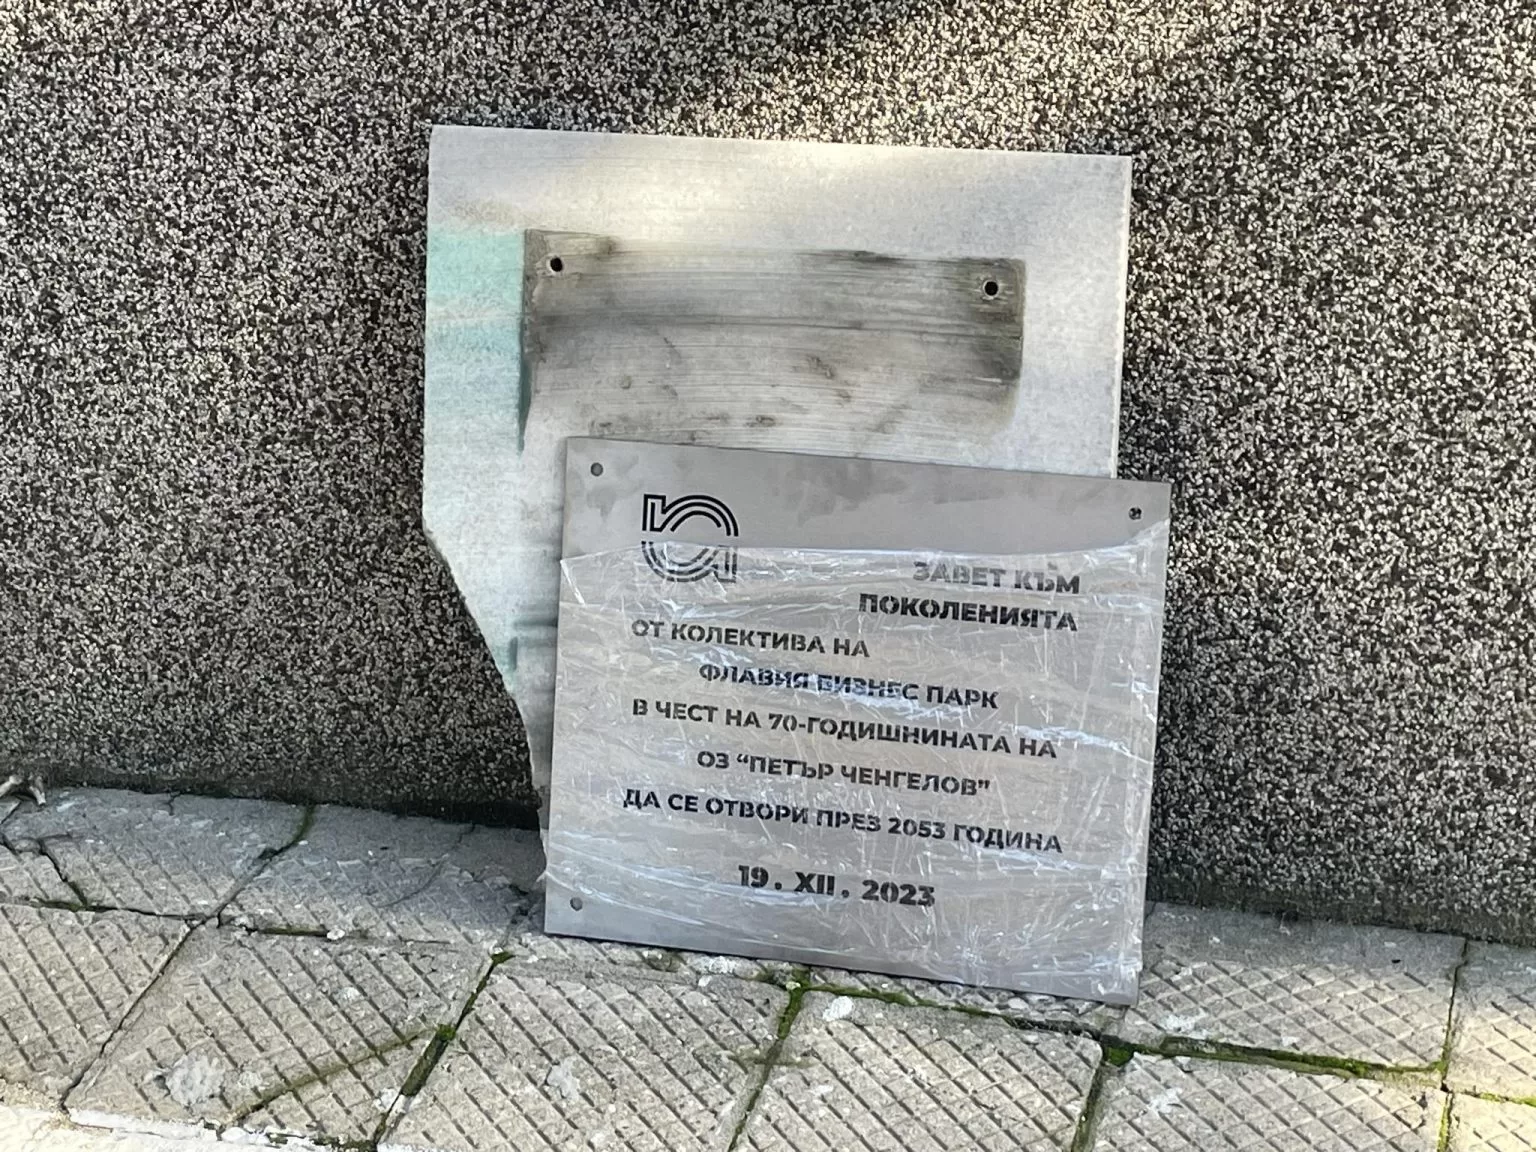 ЗАВЕТ КЪМ
ПОКОЛЕНИЯТА
ОТ КОЛЕКТИВА НА
ФЛАВИЯ БИЗНЕС ПАРК
В ЧЕСТ НА 70-ГОДИШНИНАТА НА
ОЗ “ПЕТЪР ЧЕНГЕЛОВ”
ДА СЕ ОТВОРИ ПРЕЗ 2053 ГОДИНА
19. XII. 2023